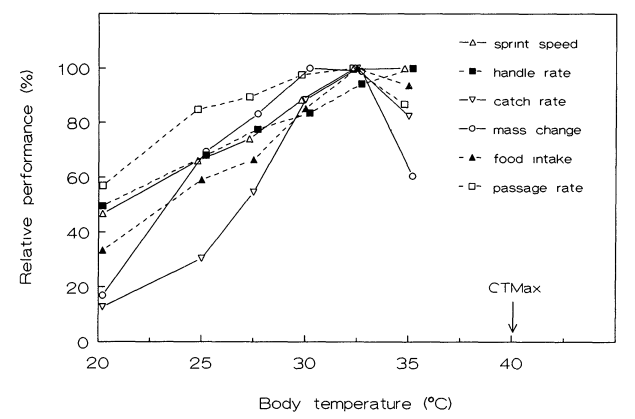 Relative performance (%)
100
80
60
40
20
0
sprint speed
handle rate
catch rate
mass change
food intake
passage rate
CTMax
20
25
30
35
40
Body temperature (°C)